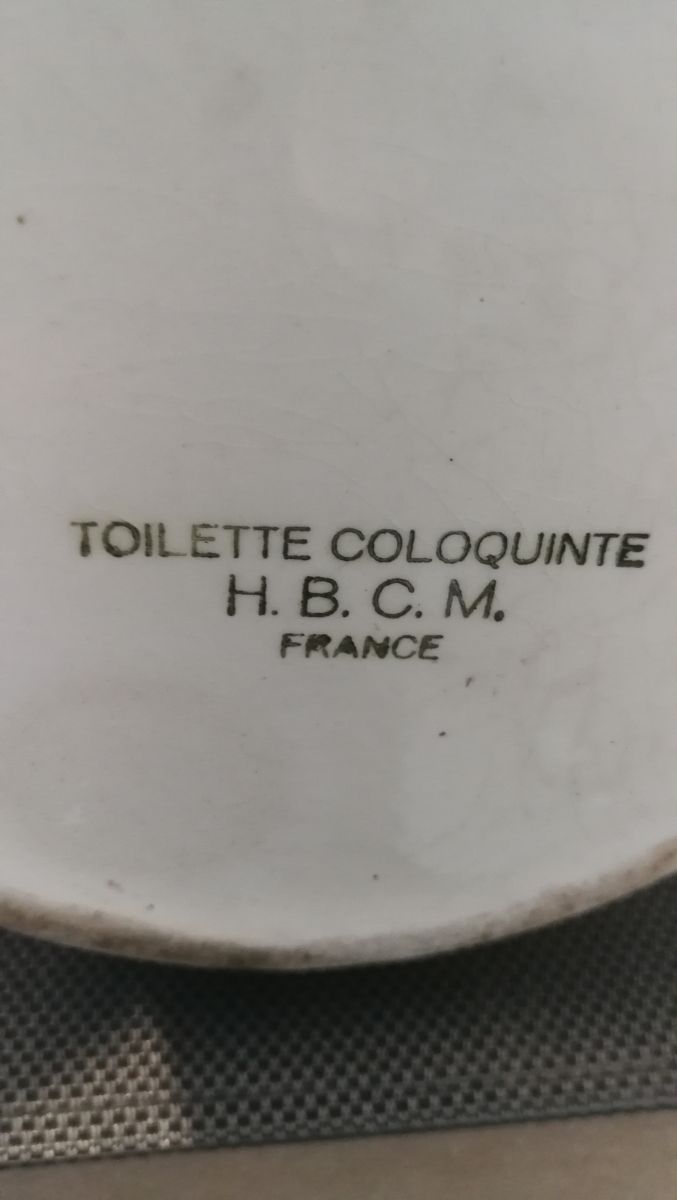 TOILETTE COLOQUINTE
H. B. C. M.
FRANCE